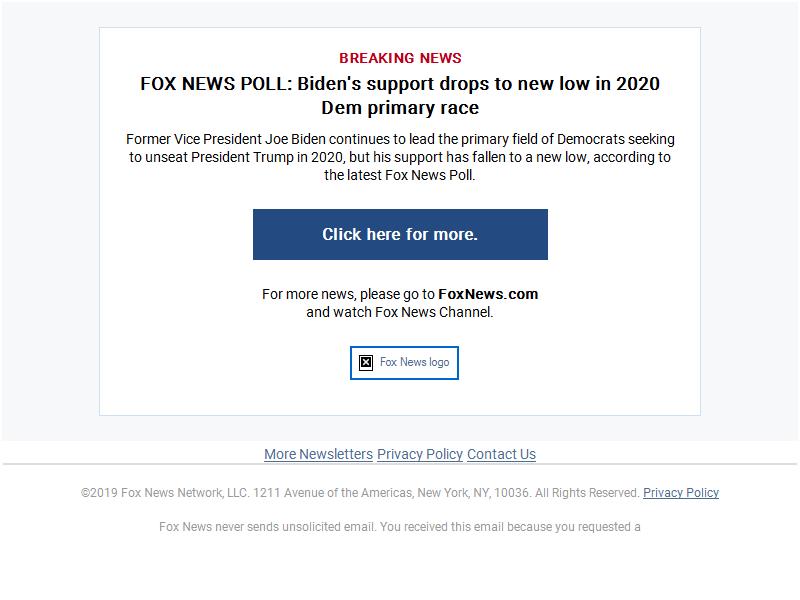 BREAKING NEWS
FOX NEWS POLL: Biden's support drops to new low in 2020
Dem primary race
Former Vice President Joe Biden continues to lead the primary field of Democrats seeking
to unseat President Trump in 2020, but his support has fallen to a new low, according to
the latest Fox News Poll.
Click here for more.
For more news, please go to FoxNews.com
and watch Fox News Channel.
Fox News logo
More Newsletters Privacy Policy Contact Us
©2019 Fox News Network, LLC. 1211 Avenue of the Americas, New York, NY, 10036. All Rights Reserved. Privacy Policy
Fox News never sends unsolicited email. You received this email because you requested a